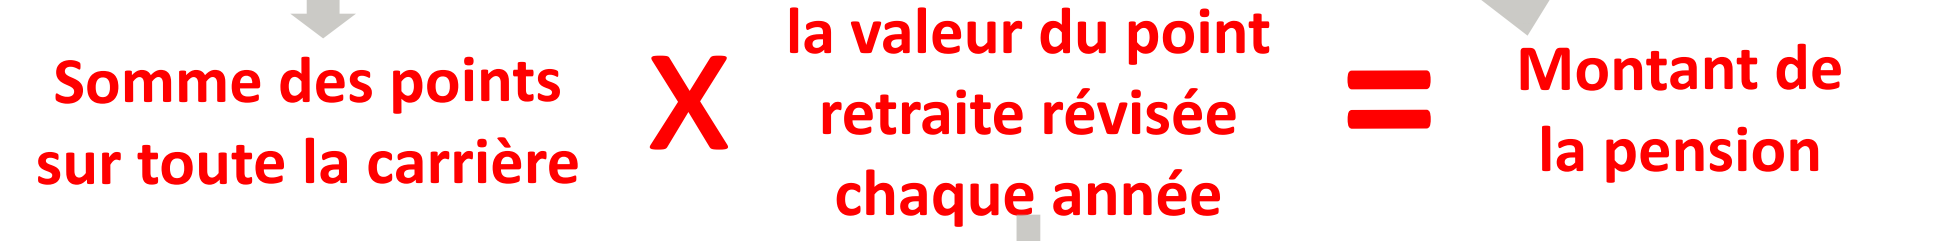 Somme des points
sur toute la carrière
X
la valeur du point
retraite révisée
chaque année
=
Montant de
la pension